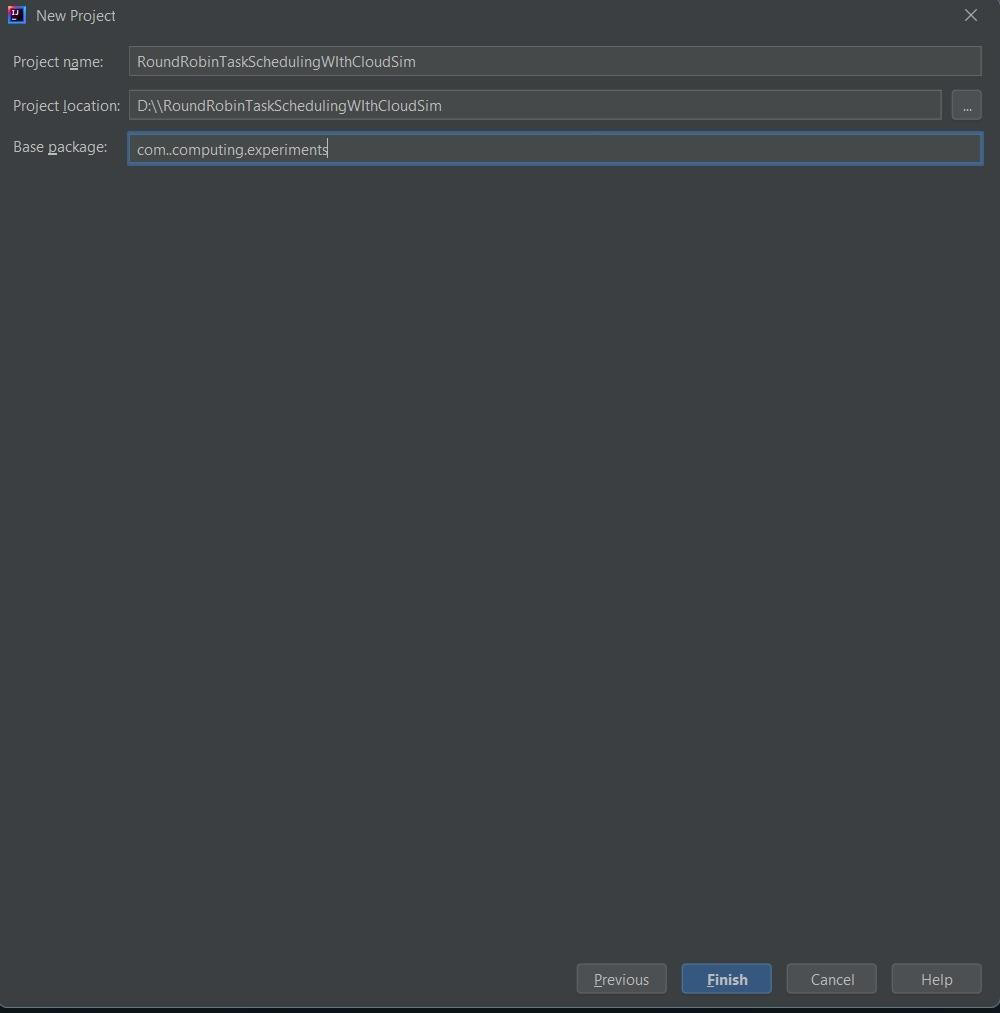 New Project
Project name: RoundRobinTaskSchedulingWIthCloudSim
Project location: D:\\RoundRobinTaskSchedulingWIthCloudSim ...
Base package: com..computing.experiments
Previous Finish Cancel Help